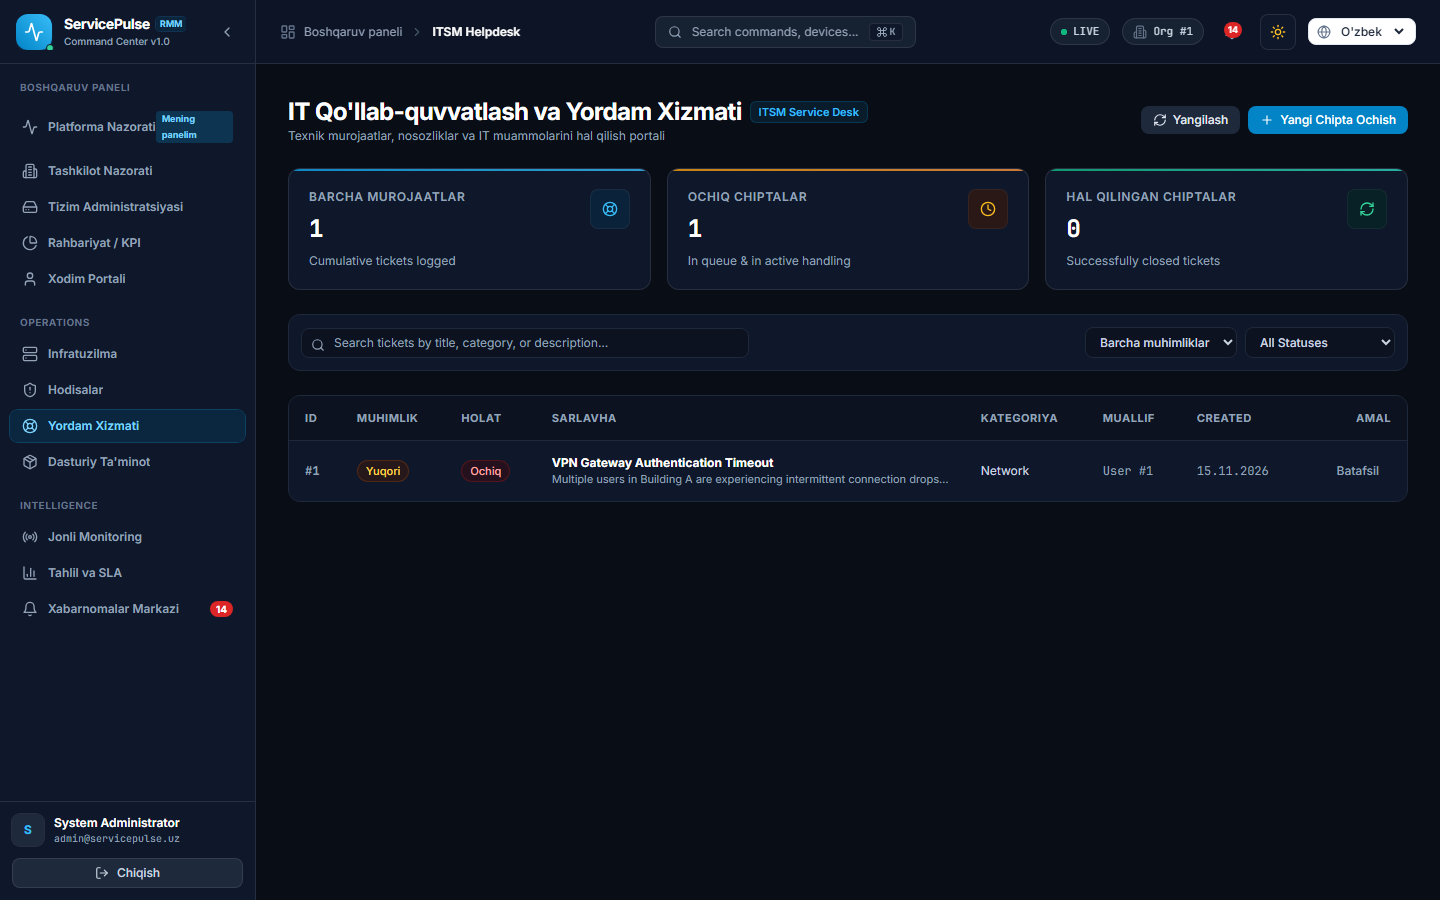 ServicePulse RMM
Command Center v1.0
BOSHQARUV PANELI
Platforma Nazorati
Mening
panelim
Tashkilot Nazorati
Tizim Administratsiyasi
Rahbariyat / KPI
Xodim Portali
OPERATIONS
Infratuzilma
Hodisalar
Yordam Xizmati
Dasturiy Ta'minot
INTELLIGENCE
Jonli Monitoring
Tahlil va SLA
Xabarnomalar Markazi 14
S
System Administrator
admin@servicepulse.uz
Chiqish
Boshqaruv paneli > ITSM Helpdesk
Search commands, devices... ⌘K
LIVE
Org #1
14
O'zbek
IT Qo'llab-quvvatlash va Yordam Xizmati ITSM Service Desk
Texnik murojaatlar, nosozliklar va IT muammolarini hal qilish portali
Yangilash
+ Yangi Chipta Ochish
BARCHA MUROJAATLAR
1
Cumulative tickets logged
OCHIQ CHIPTALAR
1
In queue & in active handling
HAL QILINGAN CHIPTALAR
0
Successfully closed tickets
Search tickets by title, category, or description...
Barcha muhimliklar
All Statuses
ID MUHIMLIK HOLAT SARLAVHA KATEGORIYA MUALLIF CREATED AMAL
#1 Yuqori Ochiq VPN Gateway Authentication Timeout Network User #1 15.11.2026 Batafsil
Multiple users in Building A are experiencing intermittent connection drops...